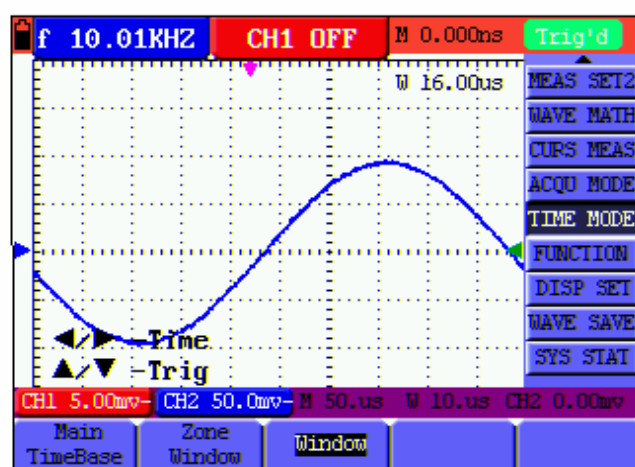 f 10.01KHZ CH1 OFF M 0.000ns Trig'd
W 16.00us
MEAS SET2
WAVE MATH
CURS MEAS
ACQU MODE
TIME MODE
FUNCTION
DISP SET
WAVE SAVE
SYS STAT
◀/▶ -Time
▲/▼ -Trig
CH1 5.00mv~ CH2 50.0mv~ M 50.us W 10.us CH2 0.00mv
Main TimeBase
Zone Window
Window